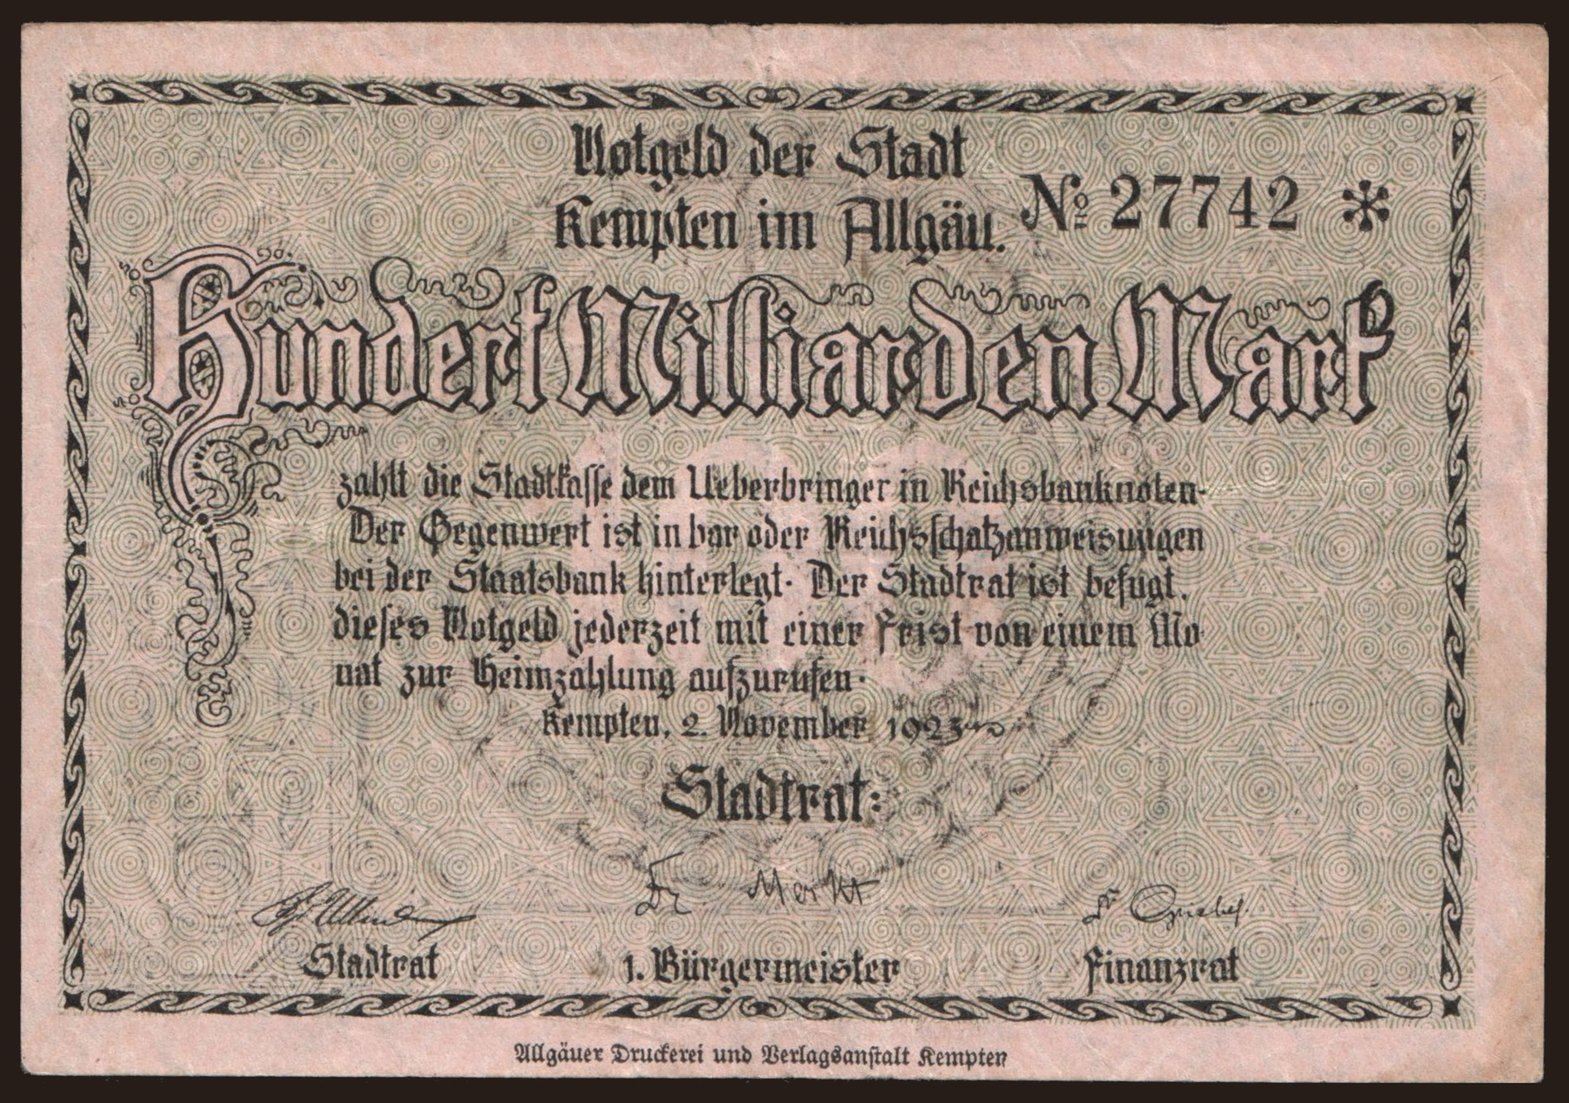 Notgeld der Stadt
Kempten im Allgäu.
№ 27742 *
Hundert Milliarden Mark
zahlt die Stadtkasse dem Ueberbringer in Reichsbanknoten.
Der Gegenwert ist in bar oder Reichsschatzanweisungen
bei der Staatsbank hinterlegt. Der Stadtrat ist befugt,
dieses Notgeld jederzeit mit einer Frist von einem Mo-
nat zur Heimzahlung aufzurufen.
Kempten, 2. November 1923
Stadtrat:
Dr Merkt
Stadtrat
1. Bürgermeister
Finanzrat
Allgäuer Druckerei und Verlagsanstalt Kempten